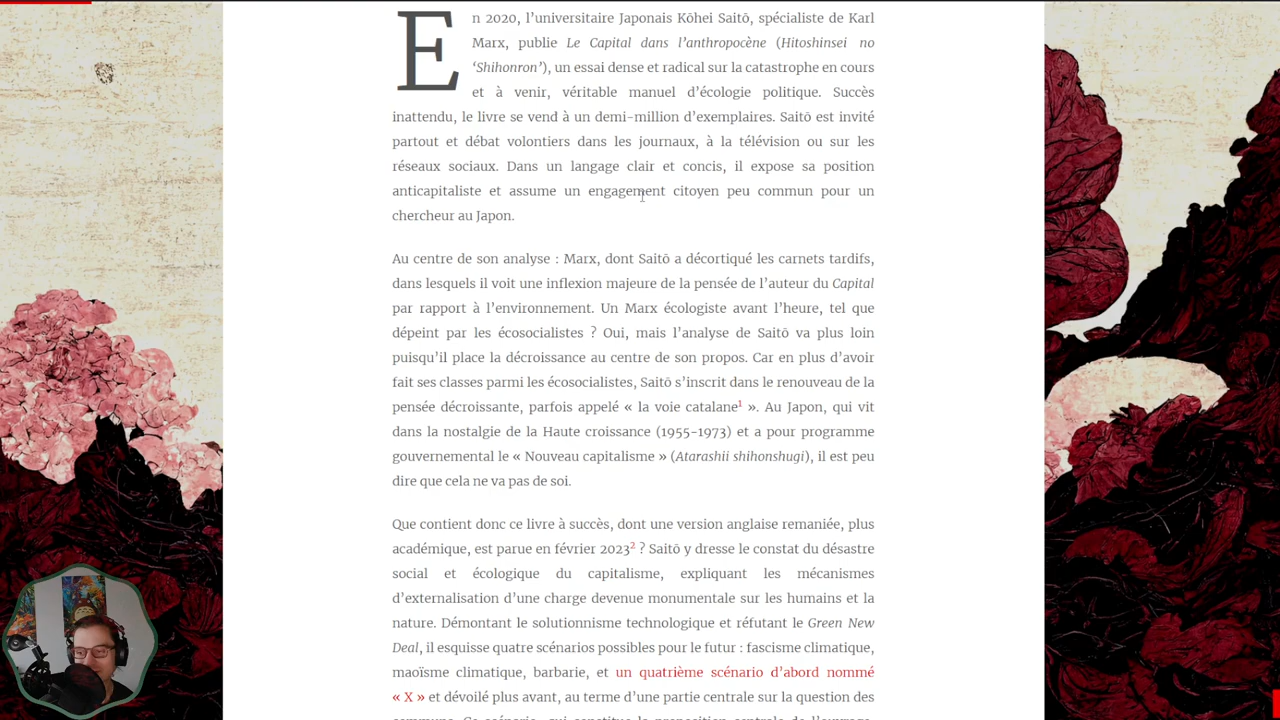 En 2020, l’universitaire Japonais Kōhei Saitō, spécialiste de Karl
Marx, publie Le Capital dans l’anthropocène (Hitoshinsei no
‘Shihonron’), un essai dense et radical sur la catastrophe en cours
et à venir, véritable manuel d’écologie politique. Succès
inattendu, le livre se vend à un demi-million d’exemplaires. Saitō est invité
partout et débat volontiers dans les journaux, à la télévision ou sur les
réseaux sociaux. Dans un langage clair et concis, il expose sa position
anticapitaliste et assume un engagement citoyen peu commun pour un
chercheur au Japon.
Au centre de son analyse : Marx, dont Saitō a décortiqué les carnets tardifs,
dans lesquels il voit une inflexion majeure de la pensée de l’auteur du Capital
par rapport à l’environnement. Un Marx écologiste avant l’heure, tel que
dépeint par les écosocialistes ? Oui, mais l’analyse de Saitō va plus loin
puisqu’il place la décroissance au centre de son propos. Car en plus d’avoir
fait ses classes parmi les écosocialistes, Saitō s’inscrit dans le renouveau de la
pensée décroissante, parfois appelé « la voie catalane1 ». Au Japon, qui vit
dans la nostalgie de la Haute croissance (1955-1973) et a pour programme
gouvernemental le « Nouveau capitalisme » (Atarashii shihonshugi), il est peu
dire que cela ne va pas de soi.
Que contient donc ce livre à succès, dont une version anglaise remaniée, plus
académique, est parue en février 20232 ? Saitō y dresse le constat du désastre
social et écologique du capitalisme, expliquant les mécanismes
d’externalisation d’une charge devenue monumentale sur les humains et la
nature. Démontant le solutionnisme technologique et réfutant le Green New
Deal, il esquisse quatre scénarios possibles pour le futur : fascisme climatique,
maoïsme climatique, barbarie, et un quatrième scénario d’abord nommé
« X » et dévoilé plus avant, au terme d’une partie centrale sur la question des
communs. Ce scénario, qui constitue la proposition centrale de l’ouvrage,